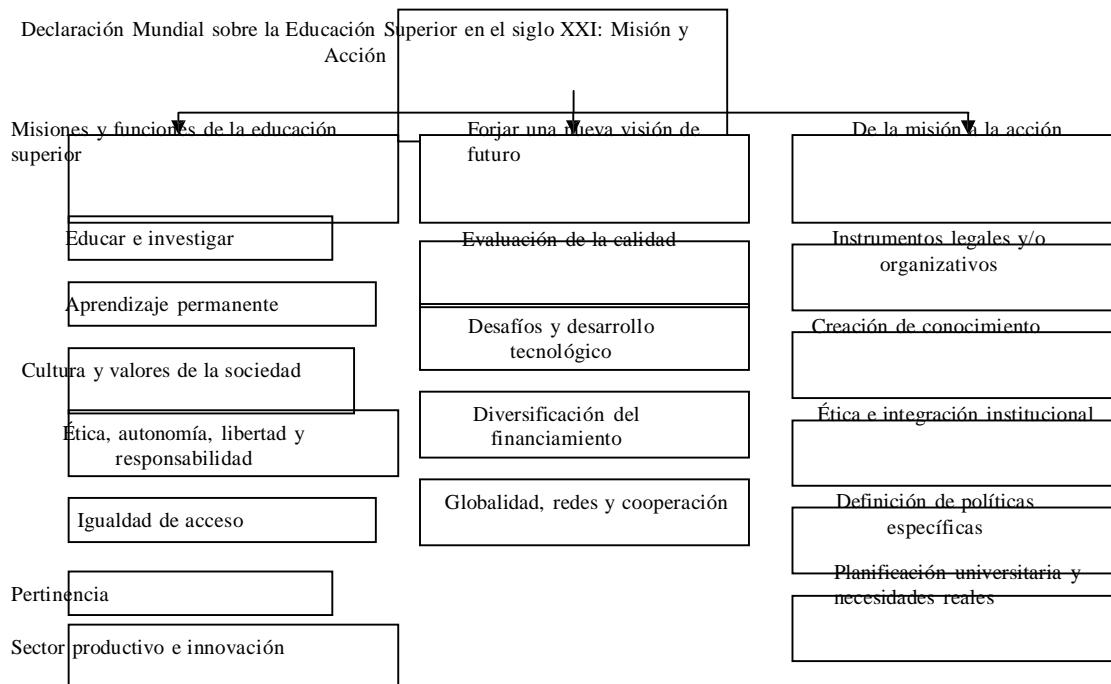 Declaración Mundial sobre la Educación Superior en el siglo XXI: Misión y
Acción
Misiones y funciones de la educación
superior
Educar e investigar
Aprendizaje permanente
Cultura y valores de la sociedad
Ética, autonomía, libertad y
responsabilidad
Igualdad de acceso
Pertinencia
Sector productivo e innovación
Forjar una nueva visión de
futuro
Evaluación de la calidad
Desafíos y desarrollo
tecnológico
Diversificación del
financiamiento
Globalidad, redes y cooperación
De la misión a la acción
Instrumentos legales y/o
organizativos
Creación de conocimiento
Ética e integración institucional
Definición de políticas
específicas
Planificación universitaria y
necesidades reales